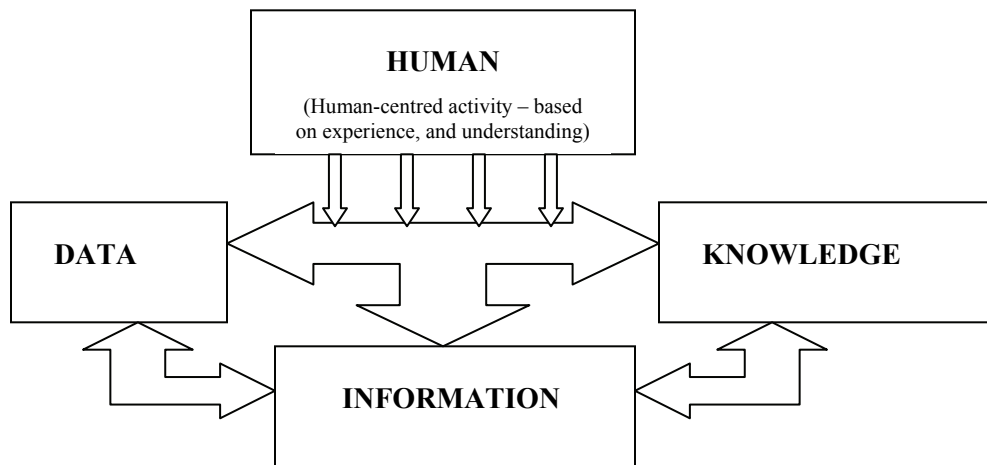 HUMAN
(Human-centred activity – based
on experience, and understanding)
DATA
KNOWLEDGE
INFORMATION